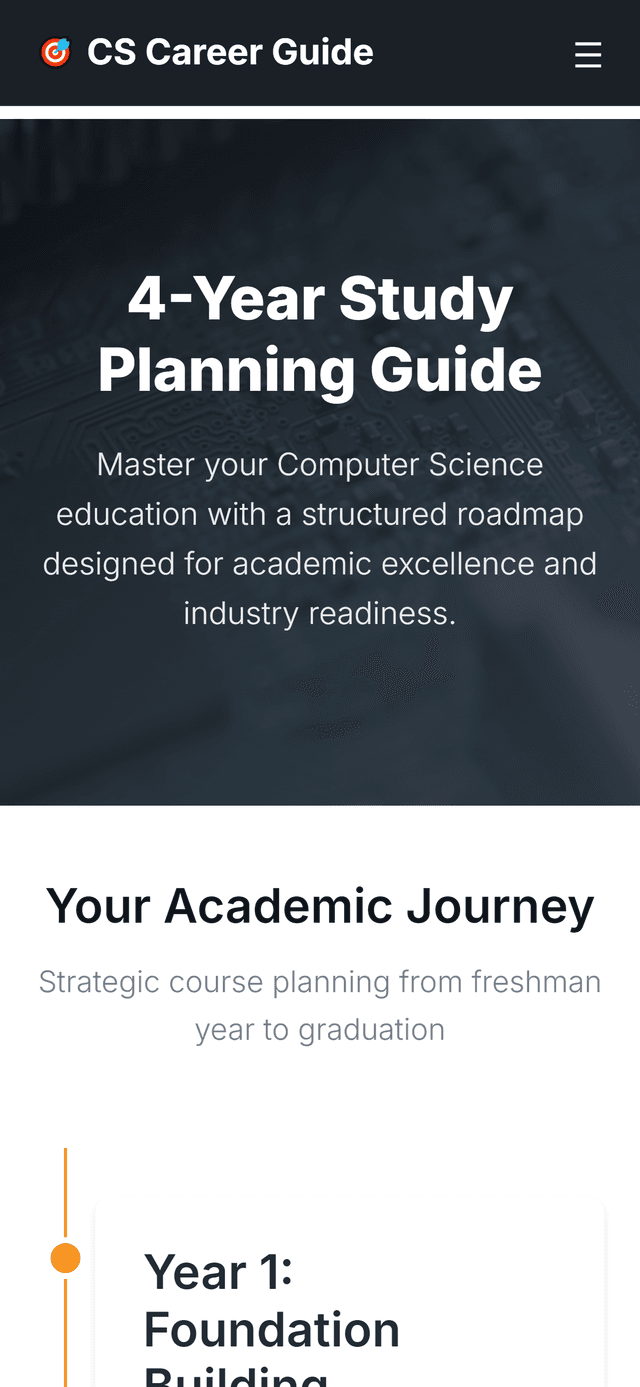 🎯 CS Career Guide ☰
4-Year Study
Planning Guide
Master your Computer Science
education with a structured roadmap
designed for academic excellence and
industry readiness.
Your Academic Journey
Strategic course planning from freshman
year to graduation
Year 1:
Foundation
Building